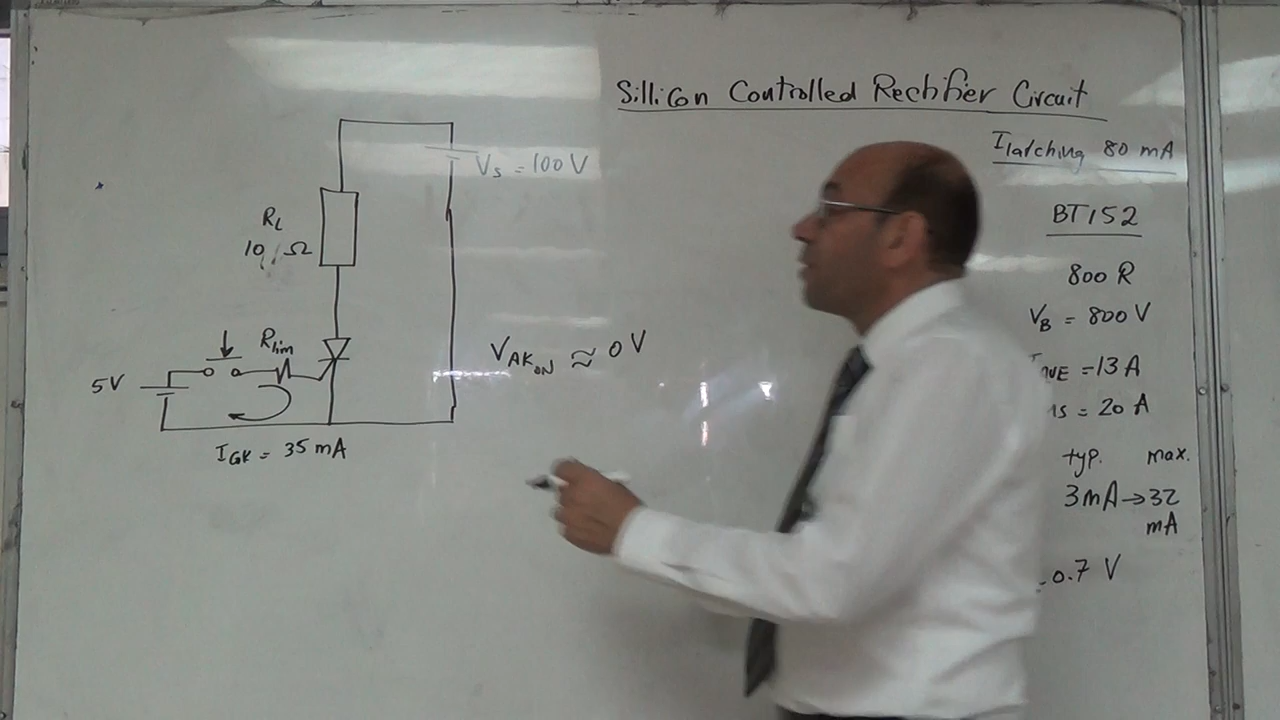 Sillicon Controlled Rectifier Circuit
Ilatching 80 mA
BT152
800 R
VB = 800 V
= 13 A
= 20 A
typ. max.
3mA→32
mA
0.7 V
Vs = 100 V
RL
10 Ω
Rlim
5V
IGK = 35 mA
VAKON ≈ 0 V